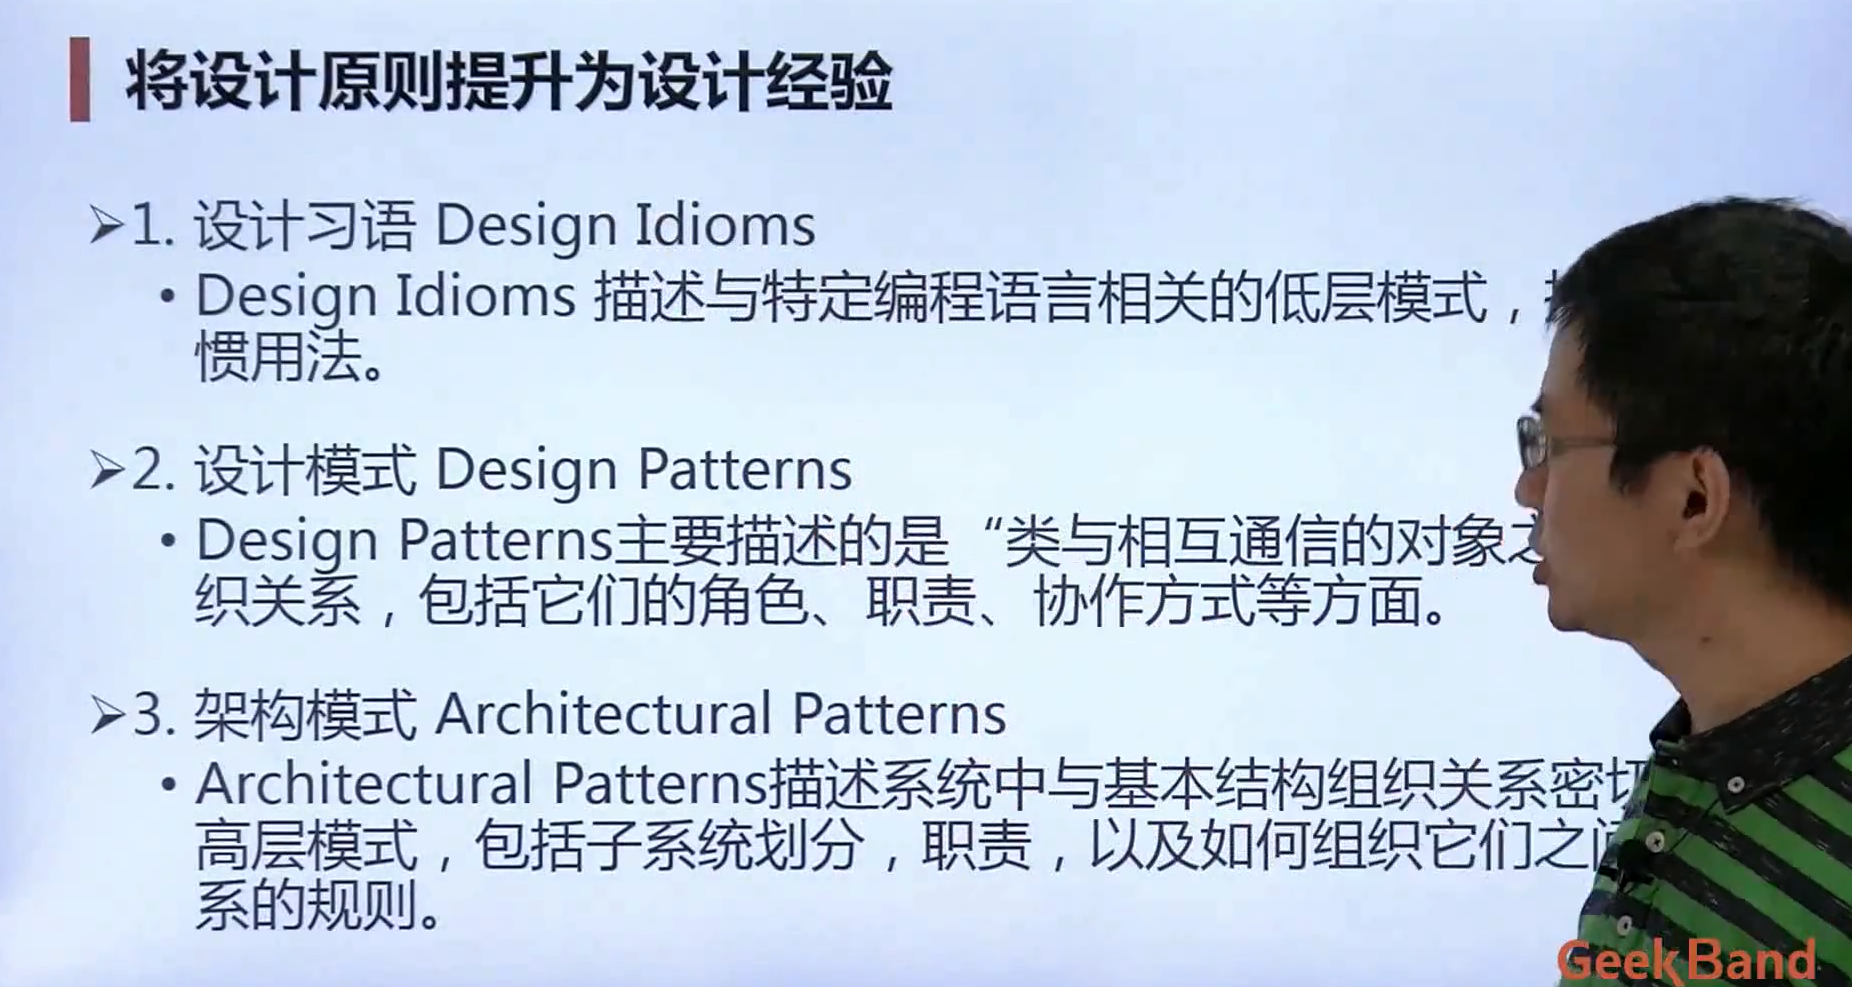 将设计原则提升为设计经验
1. 设计习语 Design Idioms
Design Idioms 描述与特定编程语言相关的低层模式，
惯用法。
2. 设计模式 Design Patterns
Design Patterns主要描述的是“类与相互通信的对象
织关系，包括它们的角色、职责、协作方式等方面。
3. 架构模式 Architectural Patterns
Architectural Patterns描述系统中与基本结构组织关系密
高层模式，包括子系统划分，职责，以及如何组织它们之
系的规则。
GeekBand